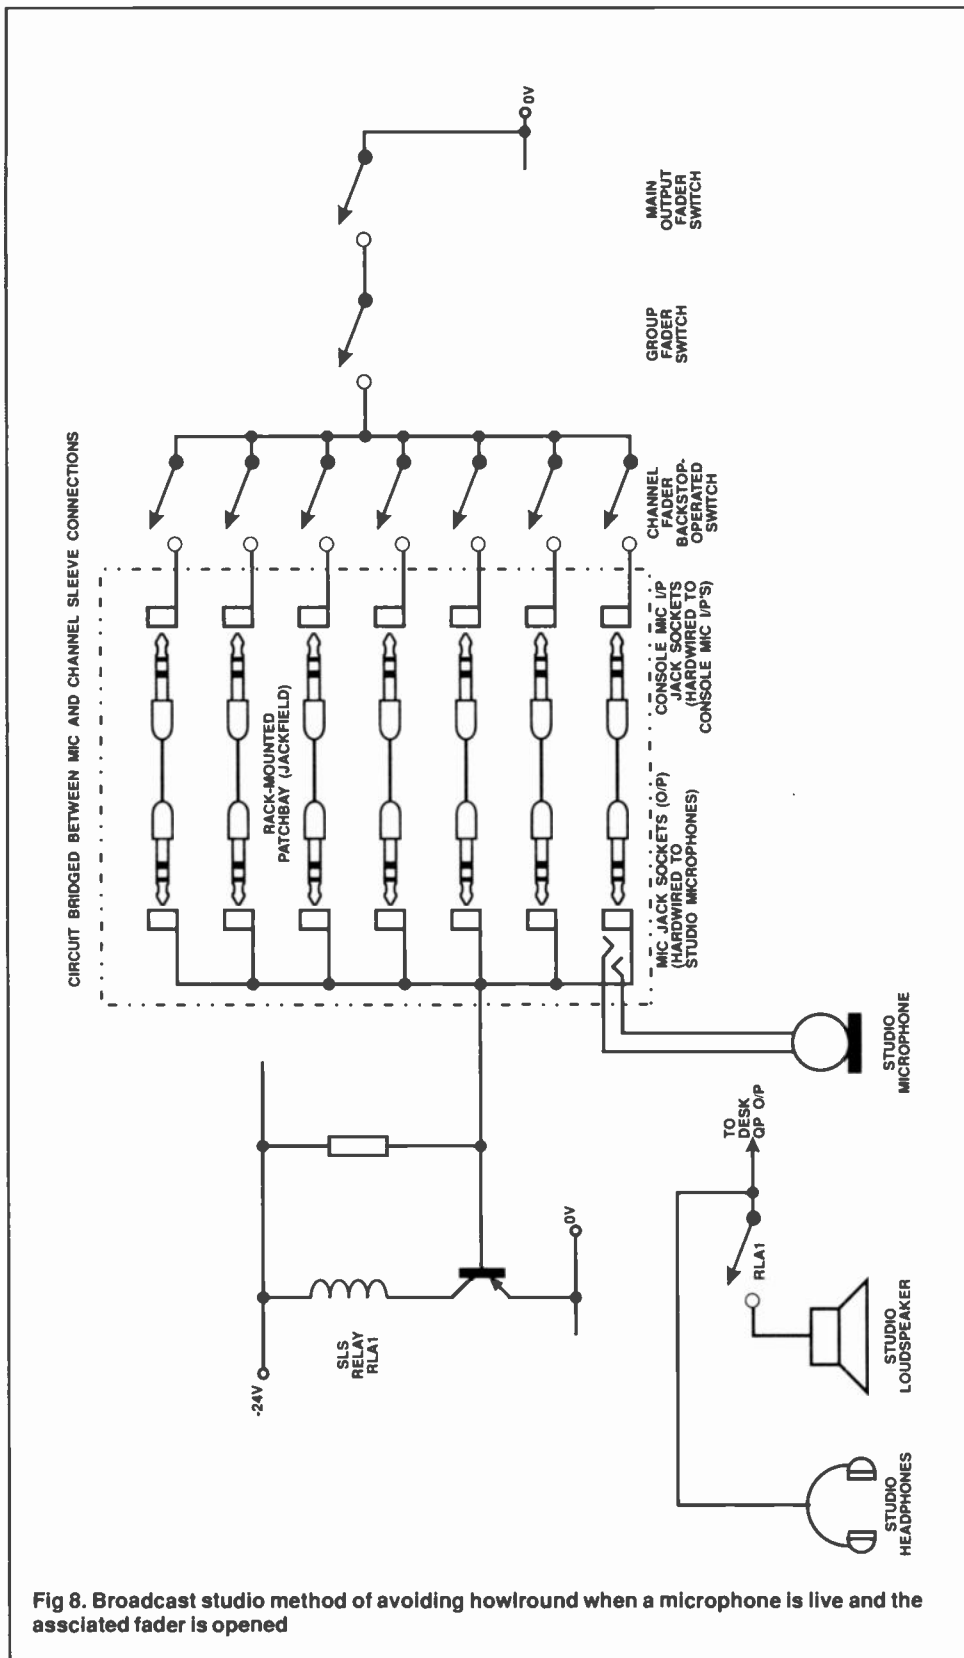 CIRCUIT BRIDGED BETWEEN MIC AND CHANNEL SLEEVE CONNECTIONS
-24V
SLS
RELAY
RLA1
0V
RACK-MOUNTED
PATCHBAY (JACKFIELD)
0V
MIC JACK SOCKETS (O/P)
(HARDWIRED TO
STUDIO MICROPHONES)
CONSOLE MIC I/P
JACK SOCKETS
(HARDWIRED TO
CONSOLE MIC I/P'S)
CHANNEL
FADER
BACKSTOP-
OPERATED
SWITCH
GROUP
FADER
SWITCH
MAIN
OUTPUT
FADER
SWITCH
STUDIO
HEADPHONES
STUDIO
LOUDSPEAKER
RLA1
TO
DESK
QP O/P
STUDIO
MICROPHONE
Fig 8. Broadcast studio method of avoiding howlround when a microphone is live and the
assciated fader is opened